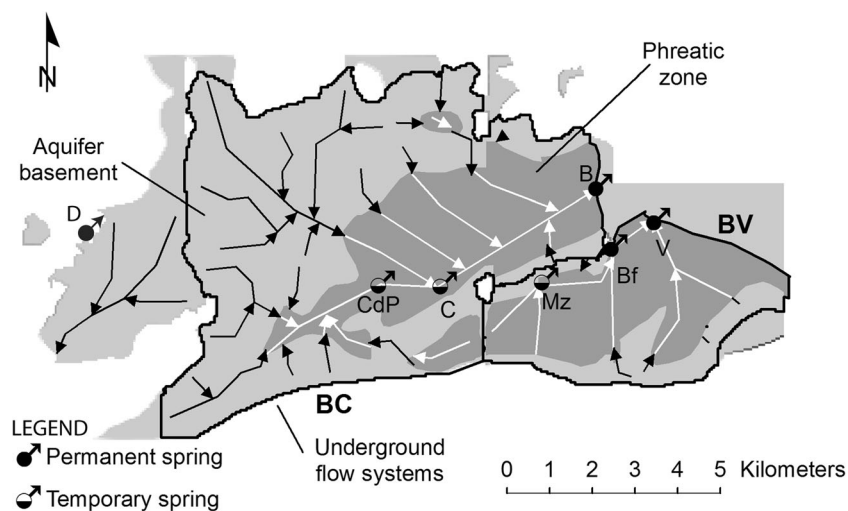 N
Phreatic
zone
Aquifer
basement
D
B
BV
V
Bf
CdP
C
Mz
BC
LEGEND
Permanent spring
Temporary spring
Underground
flow systems
0 1 2 3 4 5 Kilometers